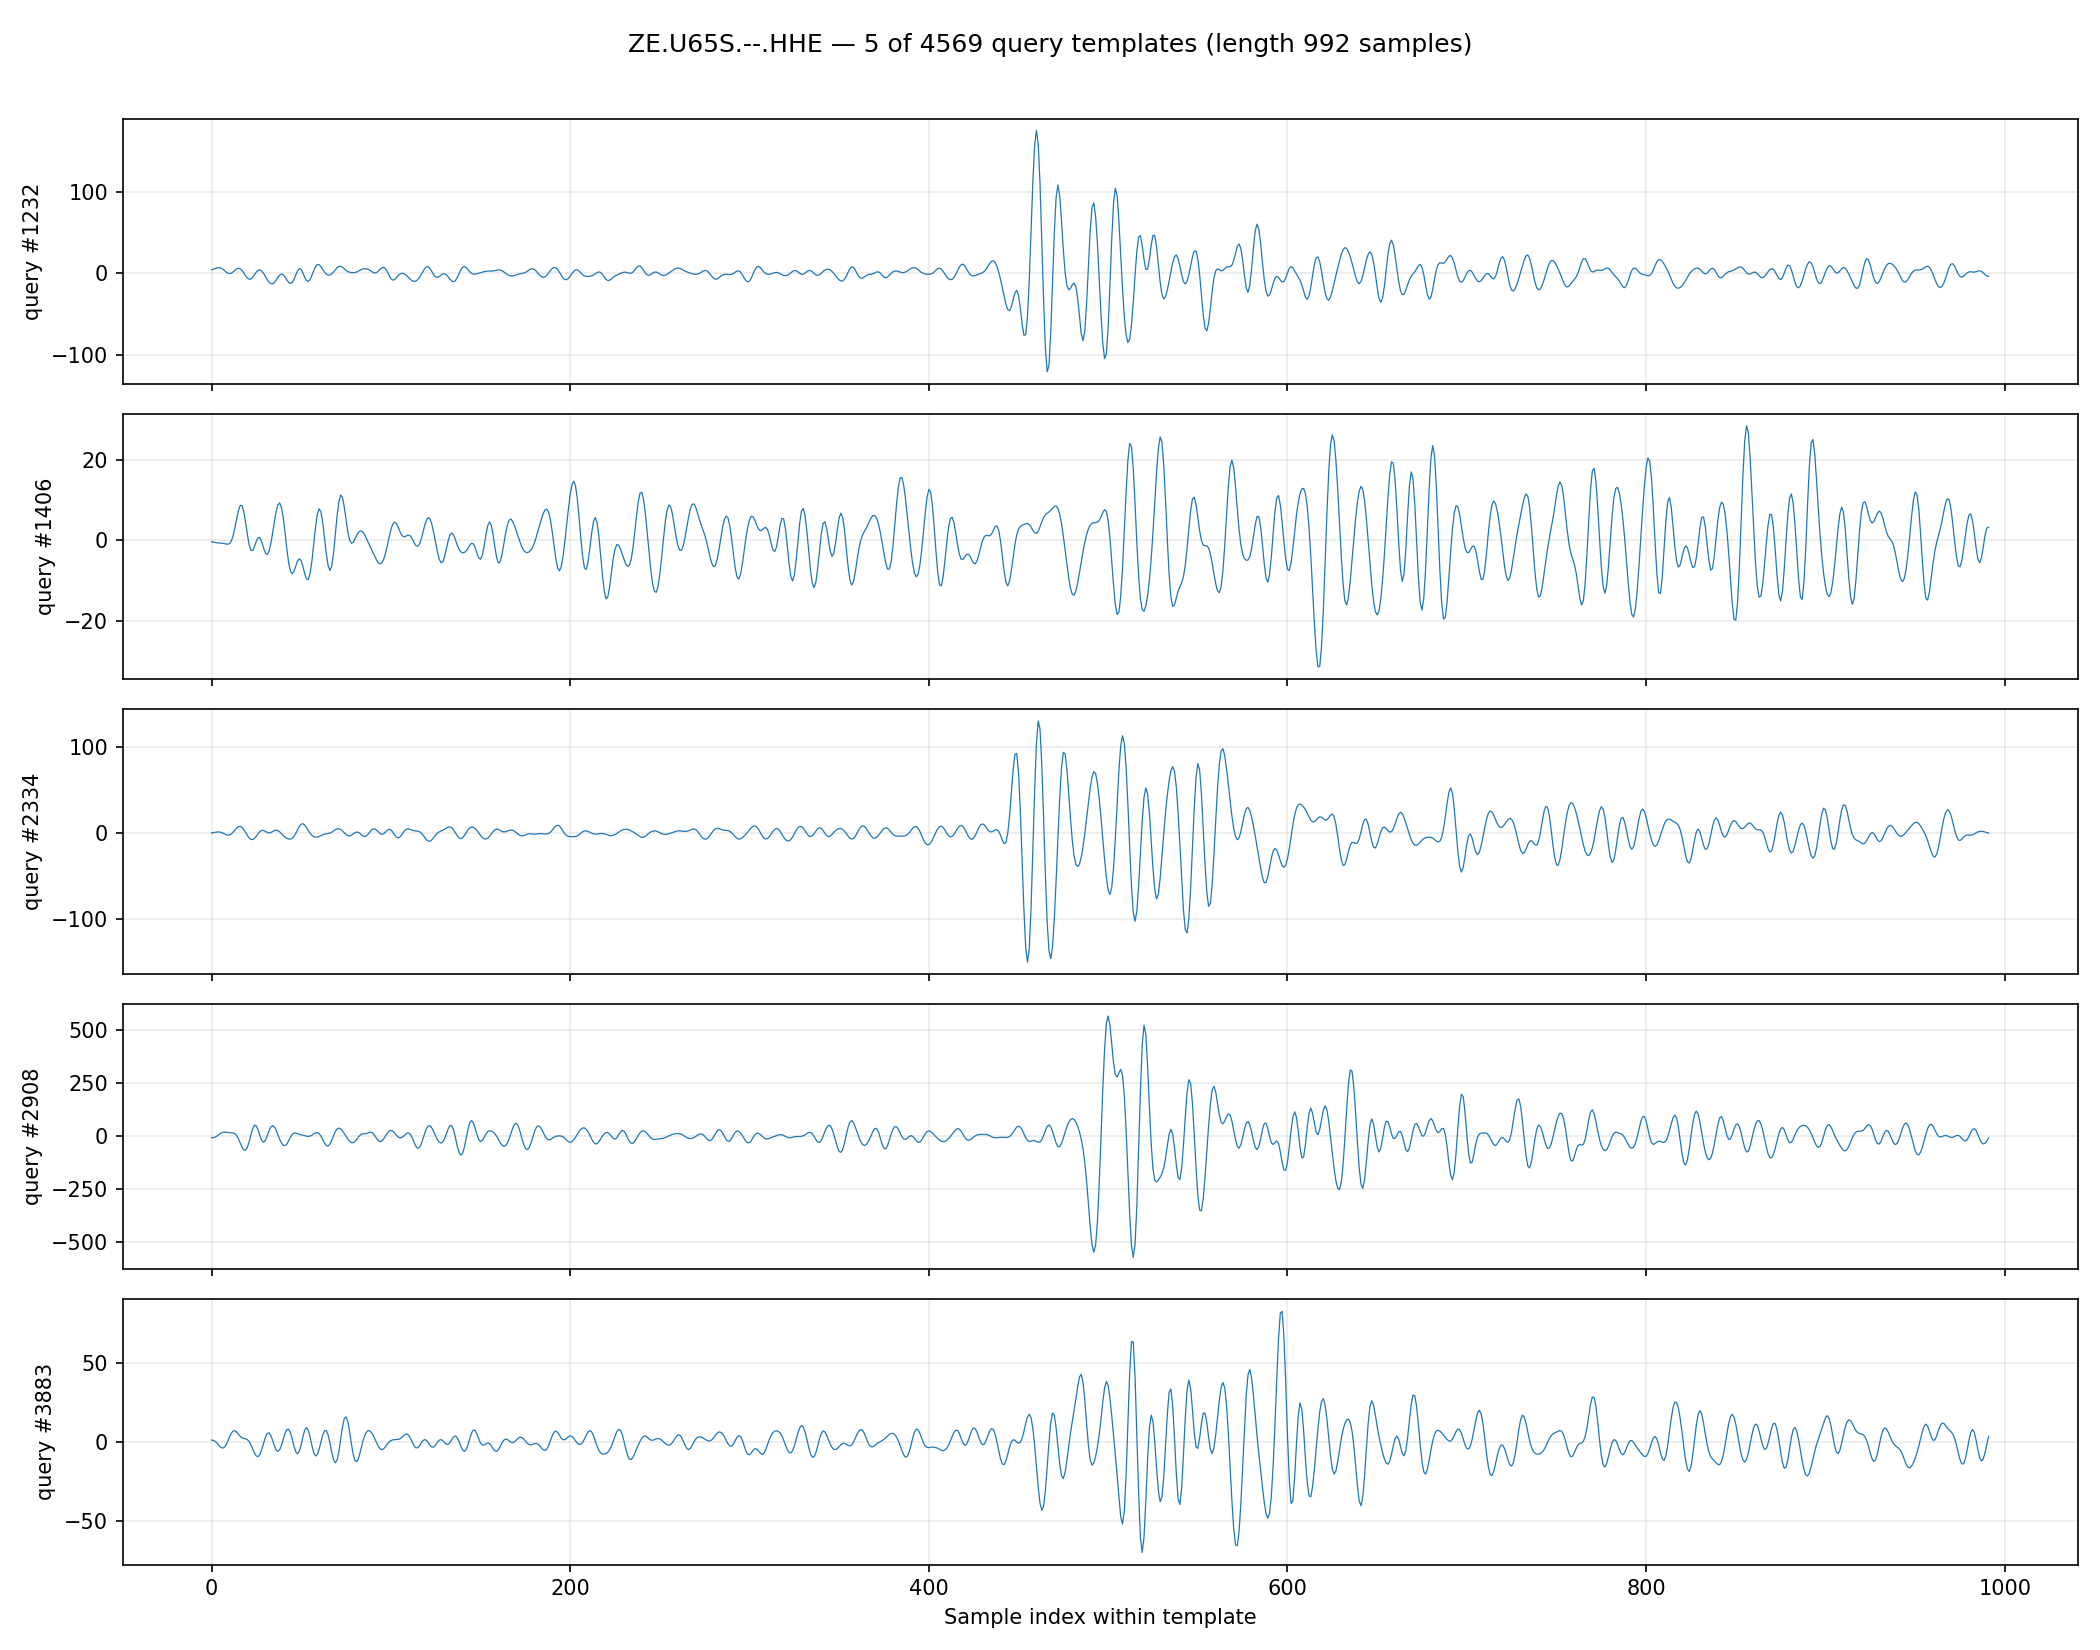 ZE.U65S.--.HHE — 5 of 4569 query templates (length 992 samples)
query #1232
100
0
−100
query #1406
20
0
−20
query #2334
100
0
−100
query #2908
500
250
0
−250
−500
query #3883
50
0
−50
0 200 400 600 800 1000
Sample index within template